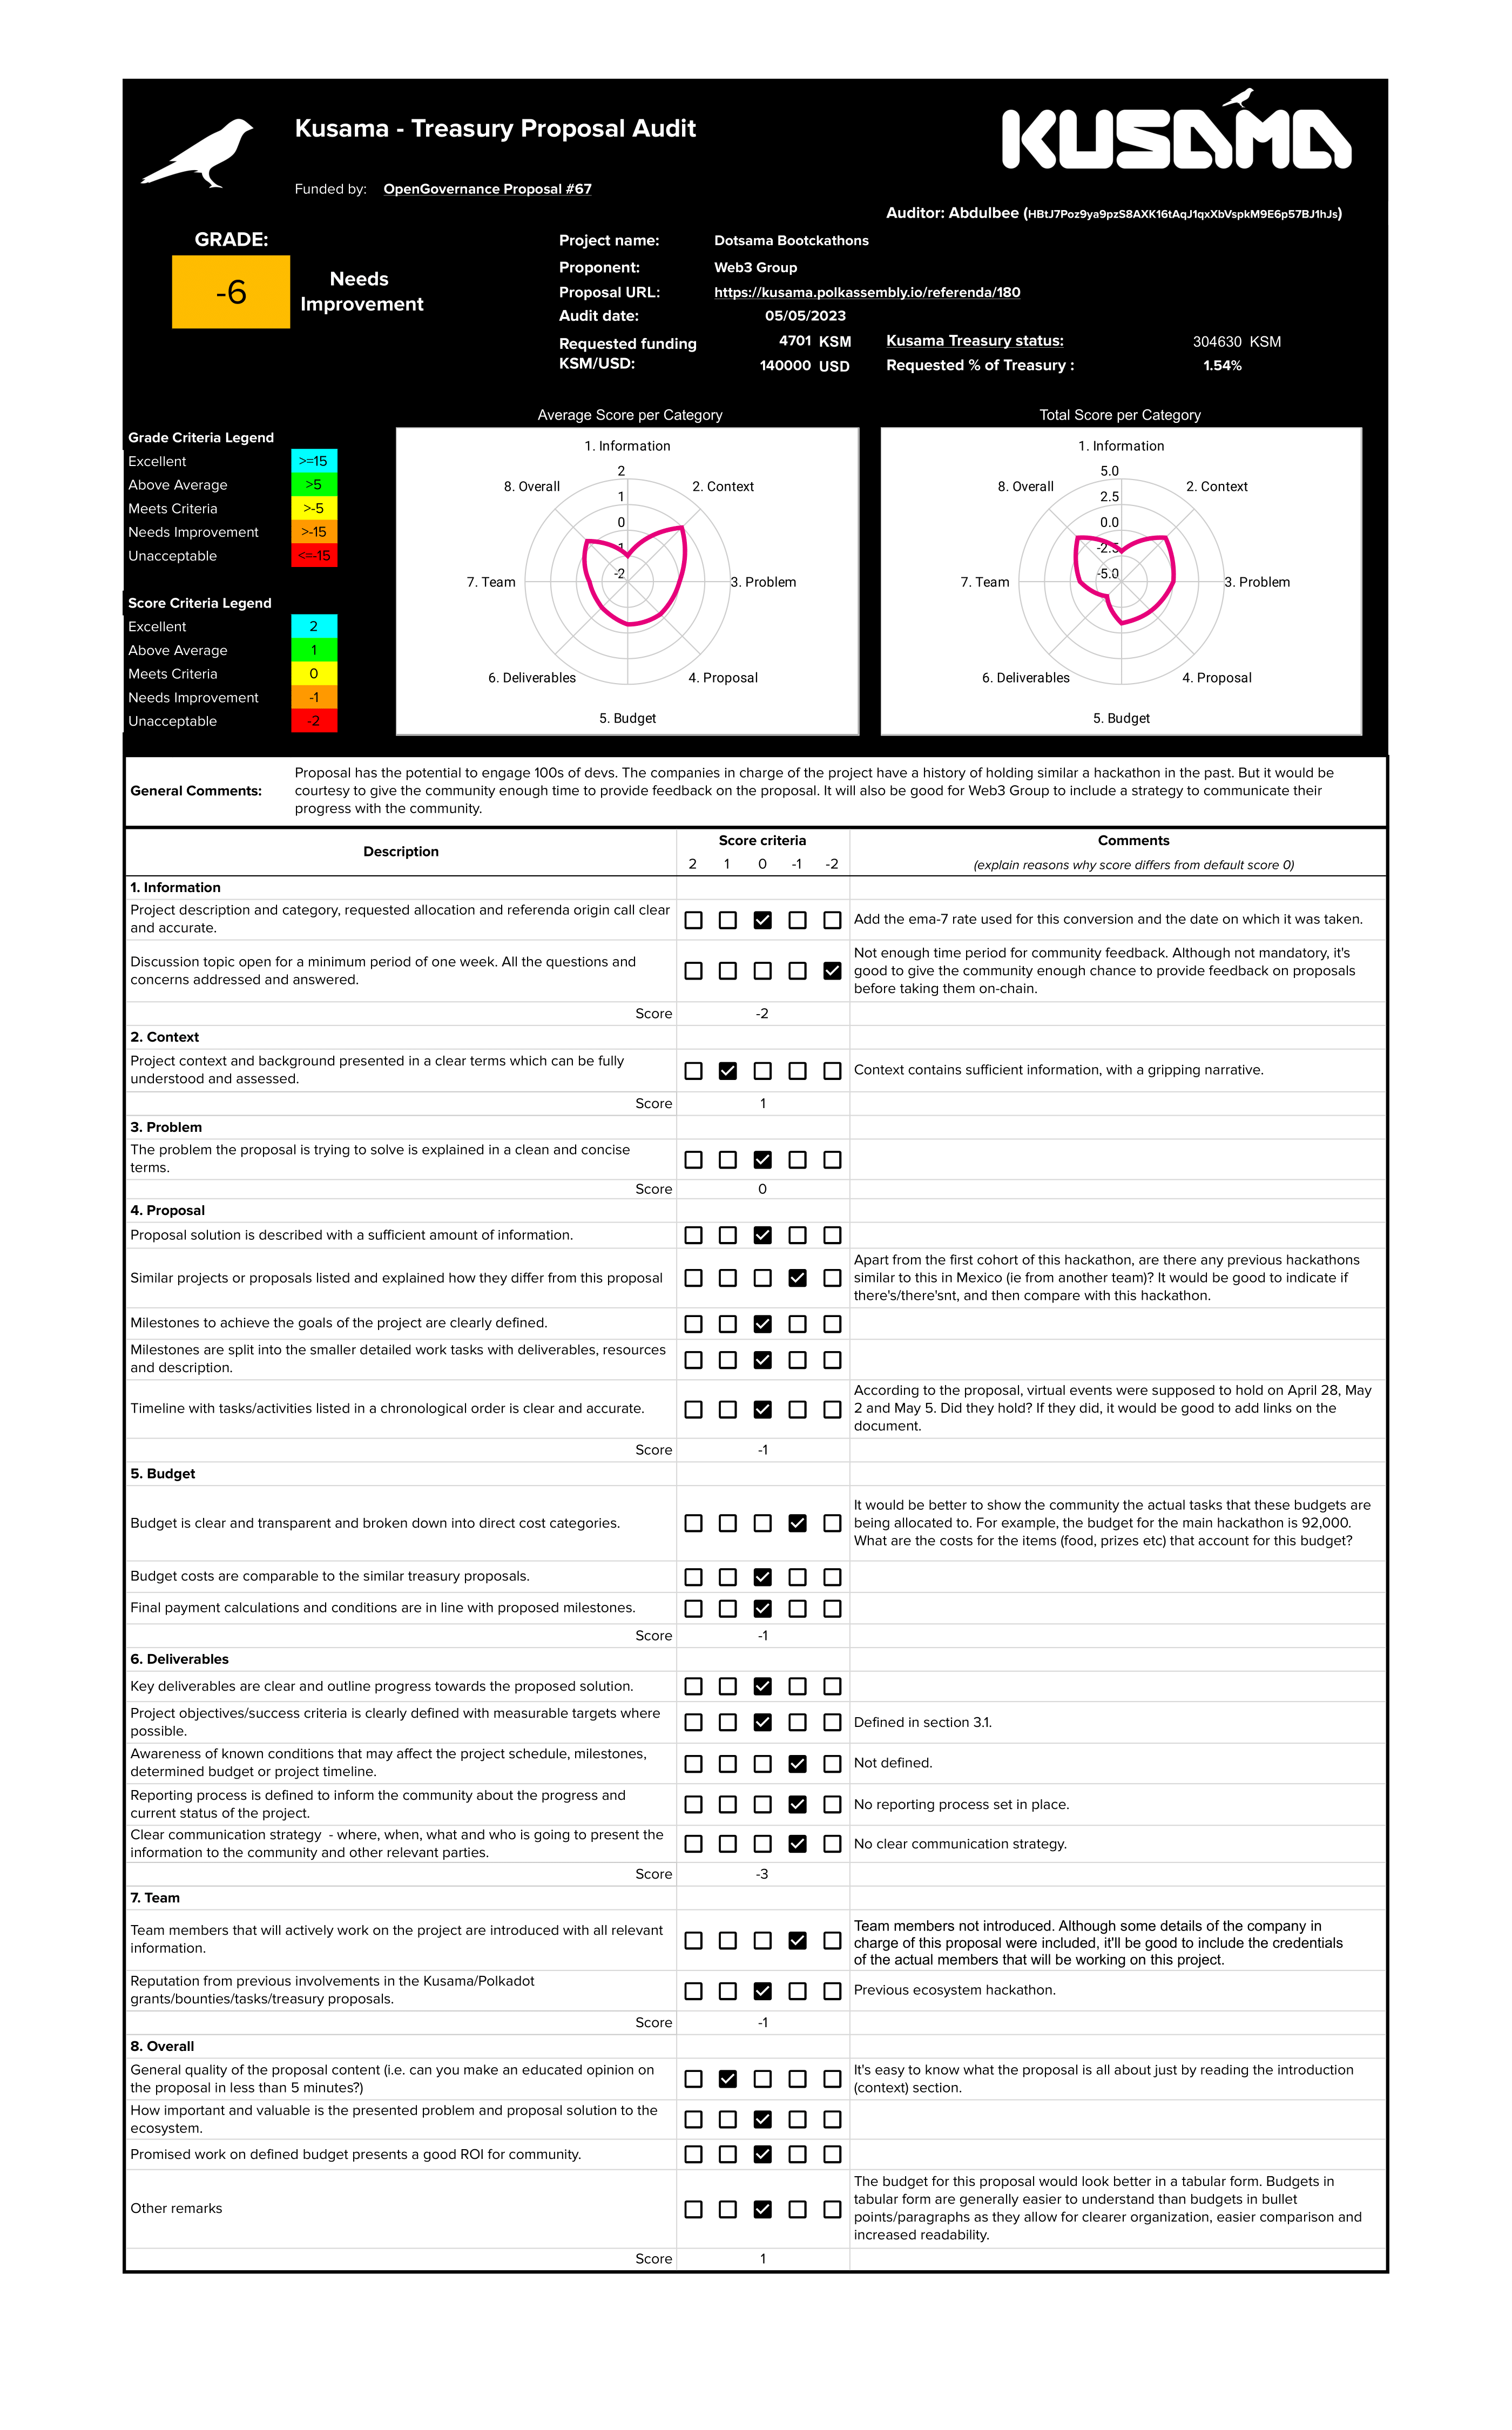 Kusama - Treasury Proposal Audit
KUSAMA
Funded by: OpenGovernance Proposal #67
Auditor: Abdulbee (HBtJ7Poz9ya9pzS8AXK16tAqJ1qxXbVspkM9E6p57BJ1hJs)
GRADE:
-6
Needs
Improvement
Project name: Dotsama Bootckathons
Proponent: Web3 Group
Proposal URL: https://kusama.polkassembly.io/referenda/180
Audit date: 05/05/2023
Requested funding
KSM/USD:
4701 KSM
140000 USD
Kusama Treasury status: 304630 KSM
Requested % of Treasury : 1.54%
Grade Criteria Legend
Excellent >=15
Above Average >5
Meets Criteria >-5
Needs Improvement >-15
Unacceptable <=-15
Score Criteria Legend
Excellent 2
Above Average 1
Meets Criteria 0
Needs Improvement -1
Unacceptable -2
Average Score per Category
1. Information
2
8. Overall
2. Context
1
0
-1
-2
7. Team
3. Problem
6. Deliverables
4. Proposal
5. Budget
Total Score per Category
1. Information
5.0
8. Overall
2. Context
2.5
0.0
-2.5
-5.0
7. Team
3. Problem
6. Deliverables
4. Proposal
5. Budget
General Comments:
Proposal has the potential to engage 100s of devs. The companies in charge of the project have a history of holding similar a hackathon in the past. But it would be
courtesy to give the community enough time to provide feedback on the proposal. It will also be good for Web3 Group to include a strategy to communicate their
progress with the community.
Description
Score criteria
2 1 0 -1 -2
Comments
(explain reasons why score differs from default score 0)
1. Information
Project description and category, requested allocation and referenda origin call clear
and accurate.
Add the ema-7 rate used for this conversion and the date on which it was taken.
Discussion topic open for a minimum period of one week. All the questions and
concerns addressed and answered.
Not enough time period for community feedback. Although not mandatory, it's
good to give the community enough chance to provide feedback on proposals
before taking them on-chain.
Score -2
2. Context
Project context and background presented in a clear terms which can be fully
understood and assessed.
Context contains sufficient information, with a gripping narrative.
Score 1
3. Problem
The problem the proposal is trying to solve is explained in a clean and concise
terms.
Score 0
4. Proposal
Proposal solution is described with a sufficient amount of information.
Similar projects or proposals listed and explained how they differ from this proposal
Apart from the first cohort of this hackathon, are there any previous hackathons
similar to this in Mexico (ie from another team)? It would be good to indicate if
there's/there'snt, and then compare with this hackathon.
Milestones to achieve the goals of the project are clearly defined.
Milestones are split into the smaller detailed work tasks with deliverables, resources
and description.
Timeline with tasks/activities listed in a chronological order is clear and accurate.
According to the proposal, virtual events were supposed to hold on April 28, May
2 and May 5. Did they hold? If they did, it would be good to add links on the
document.
Score -1
5. Budget
Budget is clear and transparent and broken down into direct cost categories.
It would be better to show the community the actual tasks that these budgets are
being allocated to. For example, the budget for the main hackathon is 92,000.
What are the costs for the items (food, prizes etc) that account for this budget?
Budget costs are comparable to the similar treasury proposals.
Final payment calculations and conditions are in line with proposed milestones.
Score -1
6. Deliverables
Key deliverables are clear and outline progress towards the proposed solution.
Project objectives/success criteria is clearly defined with measurable targets where
possible.
Defined in section 3.1.
Awareness of known conditions that may affect the project schedule, milestones,
determined budget or project timeline.
Not defined.
Reporting process is defined to inform the community about the progress and
current status of the project.
No reporting process set in place.
Clear communication strategy - where, when, what and who is going to present the
information to the community and other relevant parties.
No clear communication strategy.
Score -3
7. Team
Team members that will actively work on the project are introduced with all relevant
information.
Team members not introduced. Although some details of the company in
charge of this proposal were included, it'll be good to include the credentials
of the actual members that will be working on this project.
Reputation from previous involvements in the Kusama/Polkadot
grants/bounties/tasks/treasury proposals.
Previous ecosystem hackathon.
Score -1
8. Overall
General quality of the proposal content (i.e. can you make an educated opinion on
the proposal in less than 5 minutes?)
It's easy to know what the proposal is all about just by reading the introduction
(context) section.
How important and valuable is the presented problem and proposal solution to the
ecosystem.
Promised work on defined budget presents a good ROI for community.
Other remarks
The budget for this proposal would look better in a tabular form. Budgets in
tabular form are generally easier to understand than budgets in bullet
points/paragraphs as they allow for clearer organization, easier comparison and
increased readability.
Score 1